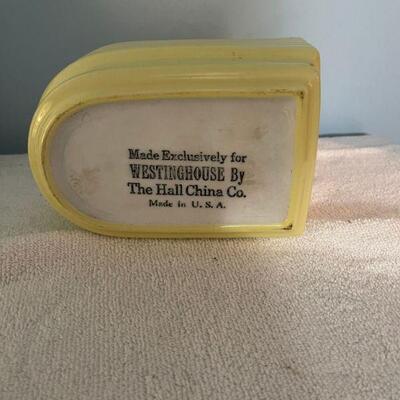 Made Exclusively for
WESTINGHOUSE By
The Hall China Co.
Made in U. S. A.